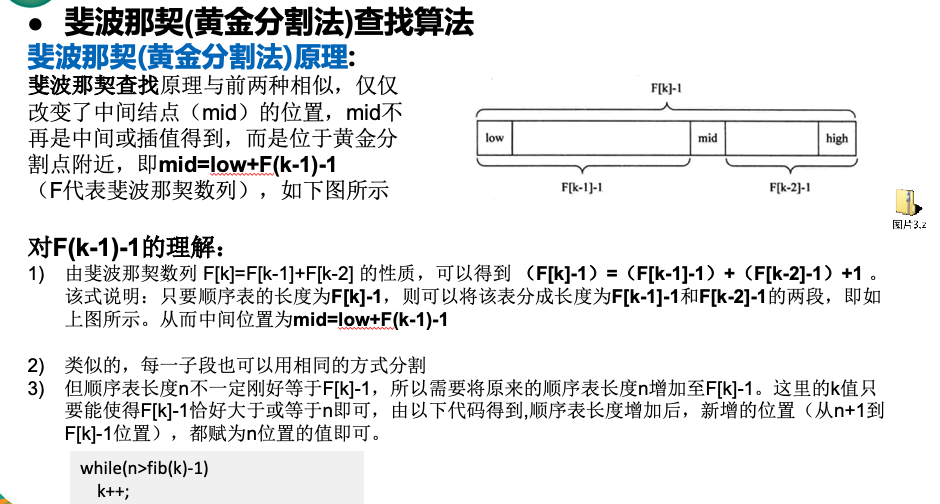 ● 斐波那契(黄金分割法)查找算法
斐波那契(黄金分割法)原理:
斐波那契查找原理与前两种相似，仅仅
改变了中间结点（mid）的位置，mid不
再是中间或插值得到，而是位于黄金分
割点附近，即mid=low+F(k-1)-1
（F代表斐波那契数列），如下图所示
F[k]-1
low
mid
high
F[k-1]-1
F[k-2]-1
图片3.z
对F(k-1)-1的理解：
1) 由斐波那契数列 F[k]=F[k-1]+F[k-2] 的性质，可以得到 （F[k]-1）=（F[k-1]-1）+（F[k-2]-1）+1 。
该式说明：只要顺序表的长度为F[k]-1，则可以将该表分成长度为F[k-1]-1和F[k-2]-1的两段，即如
上图所示。从而中间位置为mid=low+F(k-1)-1
2) 类似的，每一子段也可以用相同的方式分割
3) 但顺序表长度n不一定刚好等于F[k]-1，所以需要将原来的顺序表长度n增加至F[k]-1。这里的k值只
要能使得F[k]-1恰好大于或等于n即可，由以下代码得到,顺序表长度增加后，新增的位置（从n+1到
F[k]-1位置），都赋为n位置的值即可。
while(n>fib(k)-1)
k++;